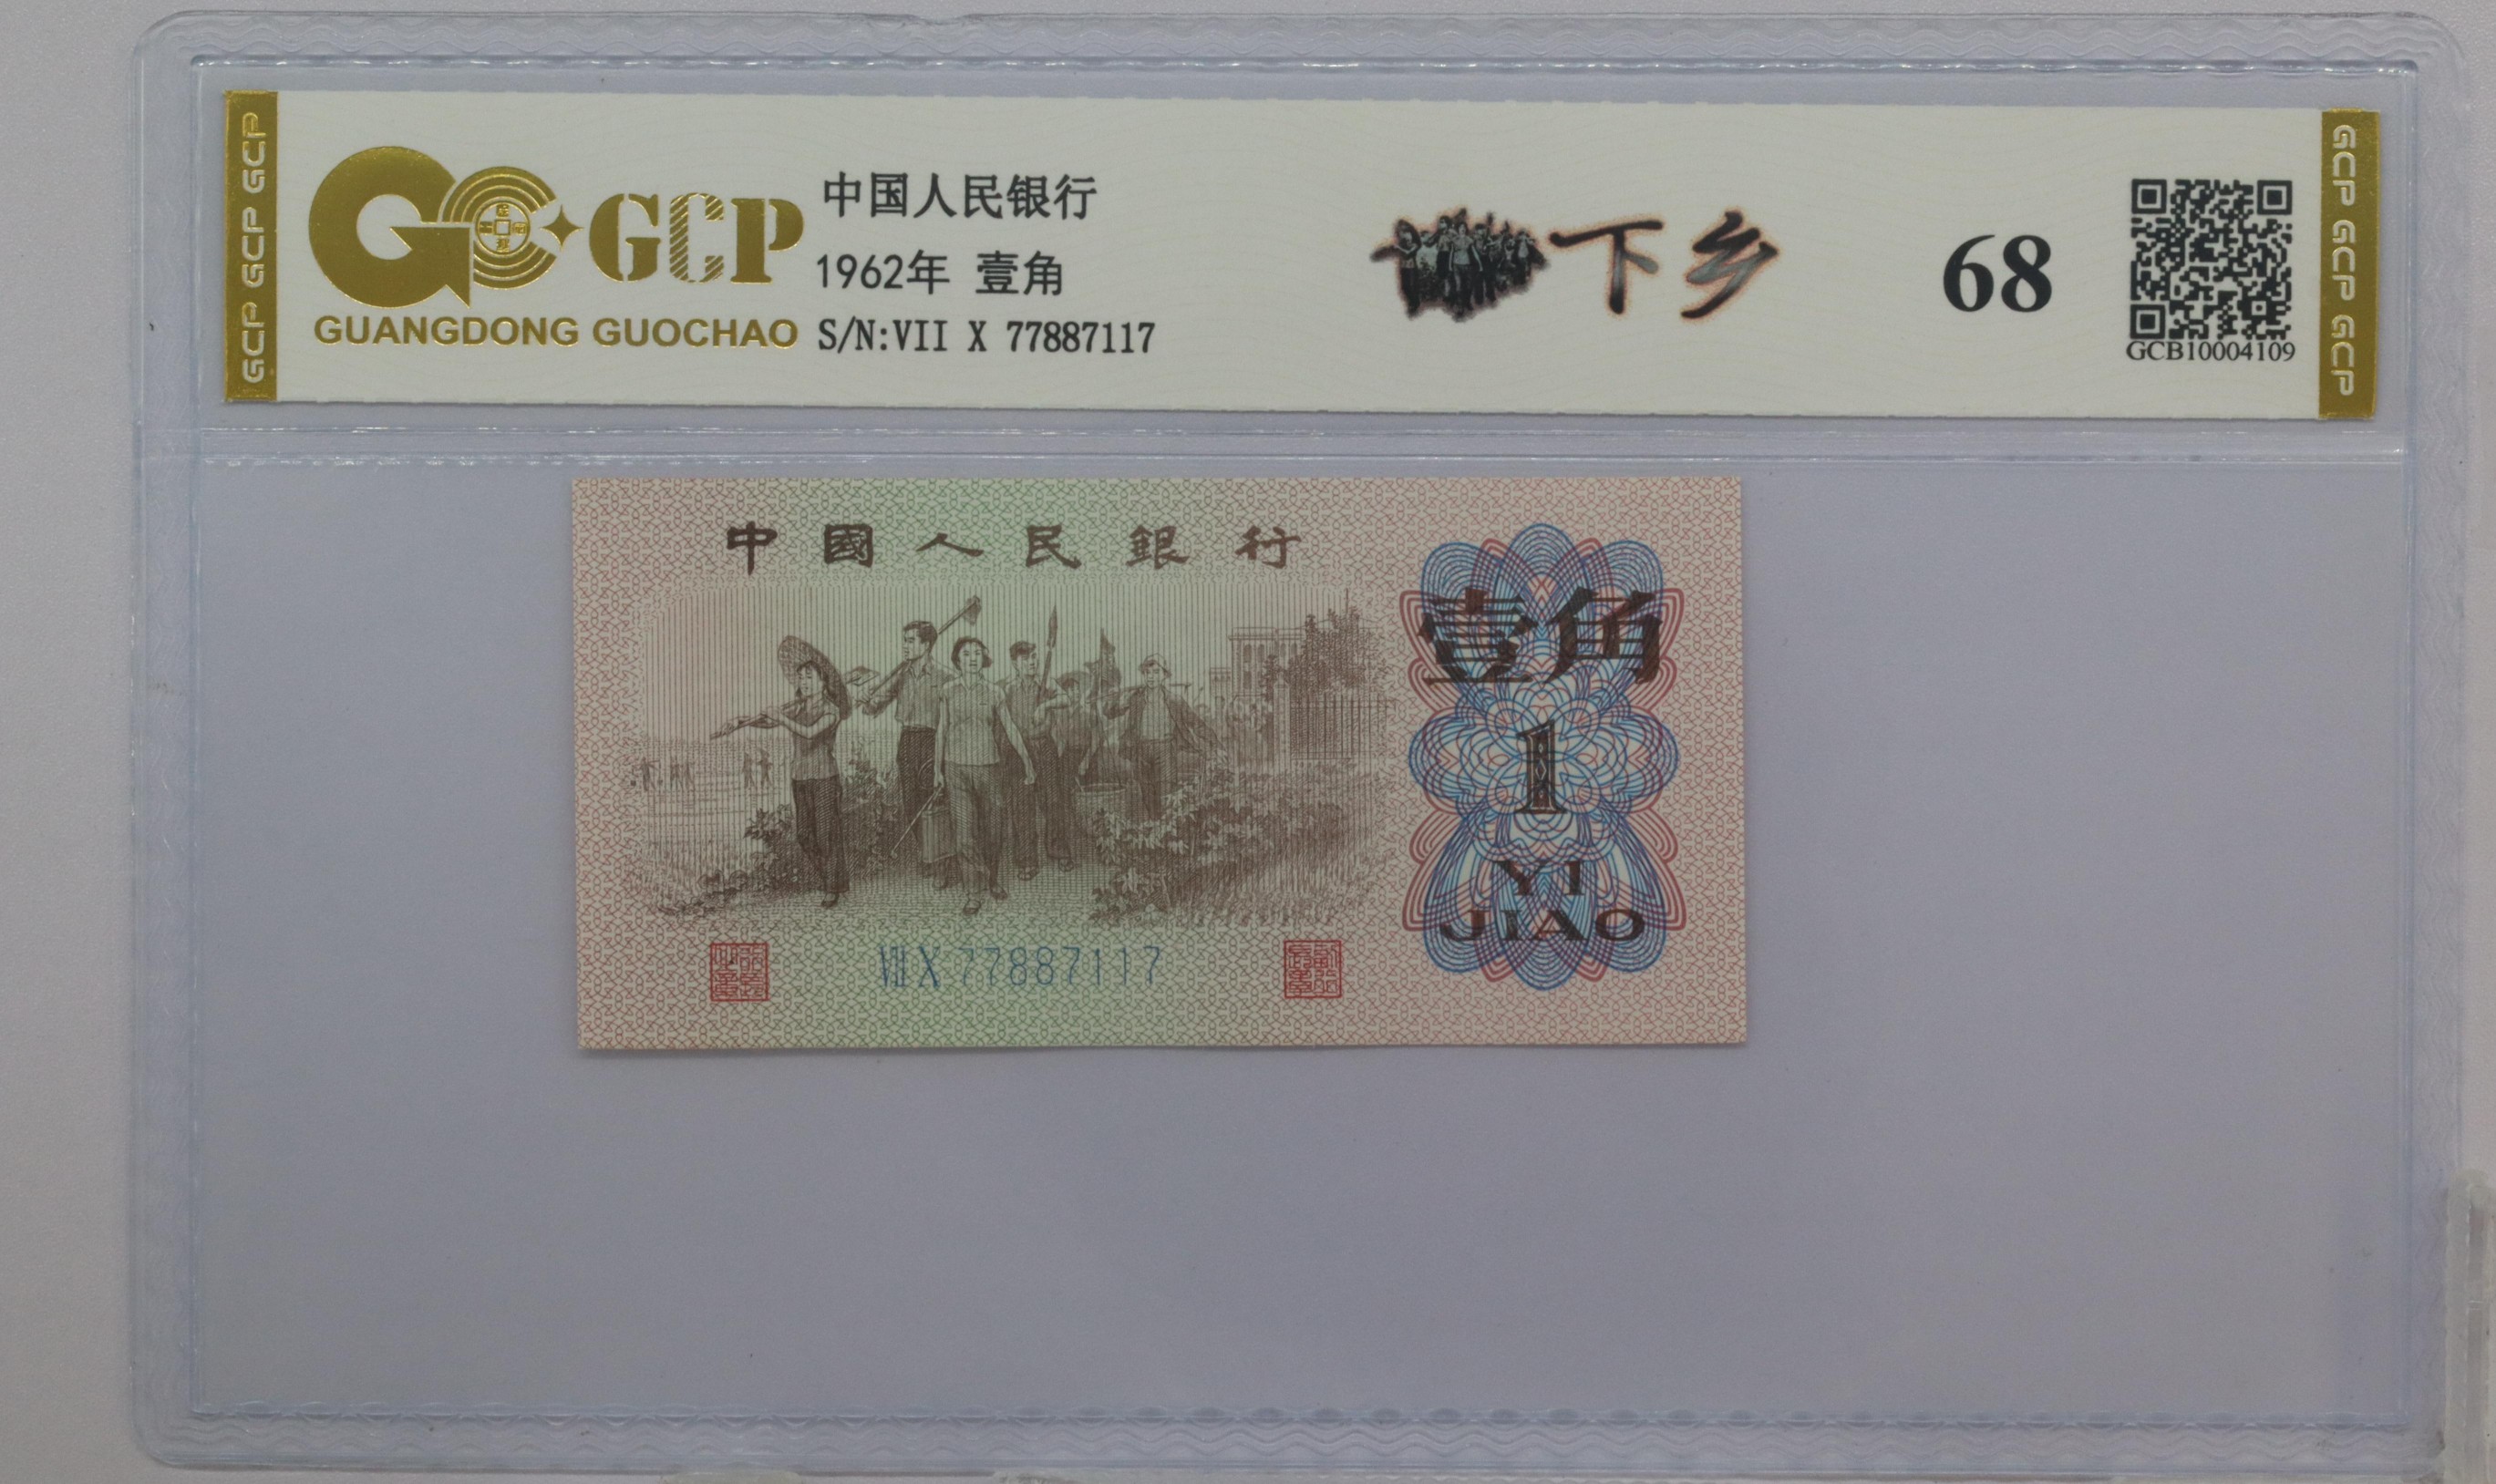 GCP GCP GCP
GCP
GUANGDONG GUOCHAO
中国人民银行
1962年 壹角
S/N:VII X 77887117
下乡
68
GCB10004109
GCP GCP GCP
中國人民銀行
壹角
1
YI
JIAO
VII X 77887117